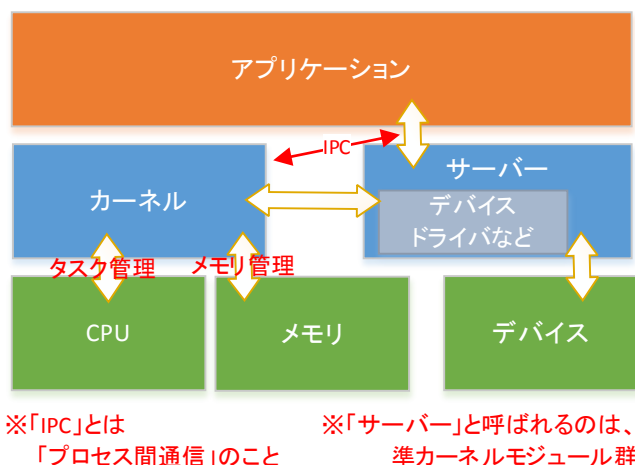 アプリケーション
IPC
カーネル
サーバー
デバイス
ドライバなど
タスク管理
メモリ管理
CPU
メモリ
デバイス
※「IPC」とは
「プロセス間通信」のこと
※「サーバー」と呼ばれるのは、
準カーネルモジュール群